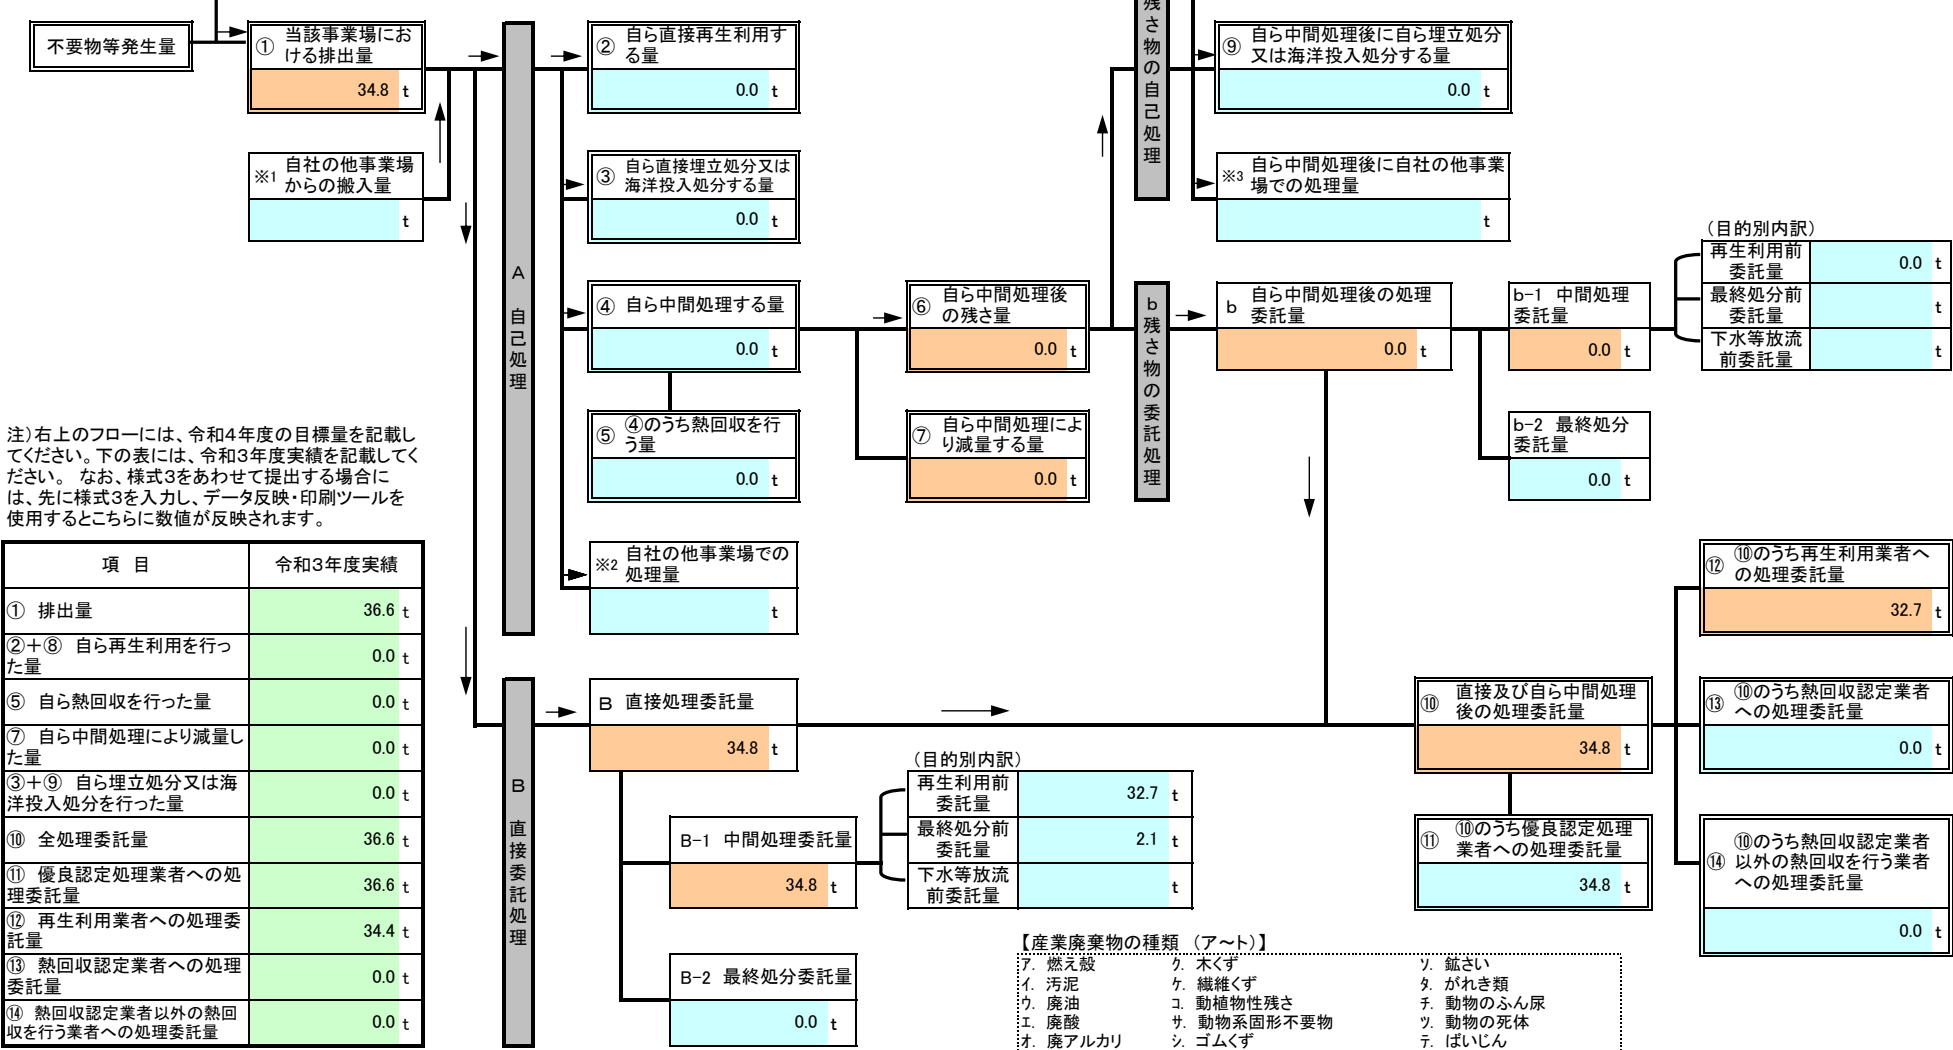 不要物等発生量
① 当該事業場にお
ける排出量
34.8 t
※1 自社の他事業場
からの搬入量
t
A 自己処理
② 自ら直接再生利用す
る量
0.0 t
③ 自ら直接埋立処分又は
海洋投入処分する量
0.0 t
④ 自ら中間処理する量
0.0 t
⑤ ④のうち熱回収を行
う量
0.0 t
※2 自社の他事業場での
処理量
t
⑥ 自ら中間処理後
の残さ量
0.0 t
⑦ 自ら中間処理によ
り減量する量
0.0 t
残さ物の自己処理
⑨ 自ら中間処理後に自ら埋立処分
又は海洋投入処分する量
0.0 t
※3 自ら中間処理後に自社の他事業
場での処理量
t
b 残さ物の委託処理
b 自ら中間処理後の処理
委託量
0.0 t
b-1 中間処理
委託量
0.0 t
b-2 最終処分
委託量
0.0 t
（目的別内訳）
再生利用前
委託量
0.0 t
最終処分前
委託量
t
下水等放流
前委託量
t
注）右上のフローには、令和4年度の目標量を記載し
てください。下の表には、令和3年度実績を記載してく
ださい。 なお、様式3をあわせて提出する場合に
は、先に様式3を入力し、データ反映・印刷ツールを
使用するとこちらに数値が反映されます。
項 目 令和3年度実績
① 排出量 36.6 t
②＋⑧ 自ら再生利用を行っ
た量
0.0 t
⑤ 自ら熱回収を行った量 0.0 t
⑦ 自ら中間処理により減量し
た量
0.0 t
③＋⑨ 自ら埋立処分又は海
洋投入処分を行った量
0.0 t
⑩ 全処理委託量 36.6 t
⑪ 優良認定処理業者への処
理委託量
36.6 t
⑫ 再生利用業者への処理委
託量
34.4 t
⑬ 熱回収認定業者への処理
委託量
0.0 t
⑭ 熱回収認定業者以外の熱回
収を行う業者への処理委託量
0.0 t
B 直接委託処理
B 直接処理委託量
34.8 t
B-1 中間処理委託量
34.8 t
B-2 最終処分委託量
0.0 t
（目的別内訳）
再生利用前
委託量
32.7 t
最終処分前
委託量
2.1 t
下水等放流
前委託量
t
⑩ 直接及び自ら中間処理
後の処理委託量
34.8 t
⑪ ⑩のうち優良認定処理
業者への処理委託量
34.8 t
⑫ ⑩のうち再生利用業者へ
の処理委託量
32.7 t
⑬ ⑩のうち熱回収認定業者
への処理委託量
0.0 t
⑭ ⑩のうち熱回収認定業者
以外の熱回収を行う業者
への処理委託量
0.0 t
【産業廃棄物の種類 （ア～ト）】
ア. 燃え殻 ク. 木くず ソ. 鉱さい
イ. 汚泥 ケ. 繊維くず タ. がれき類
ウ. 廃油 コ. 動植物性残さ チ. 動物のふん尿
エ. 廃酸 サ. 動物系固形不要物 ツ. 動物の死体
オ. 廃アルカリ シ. ゴムくず テ. ばいじん